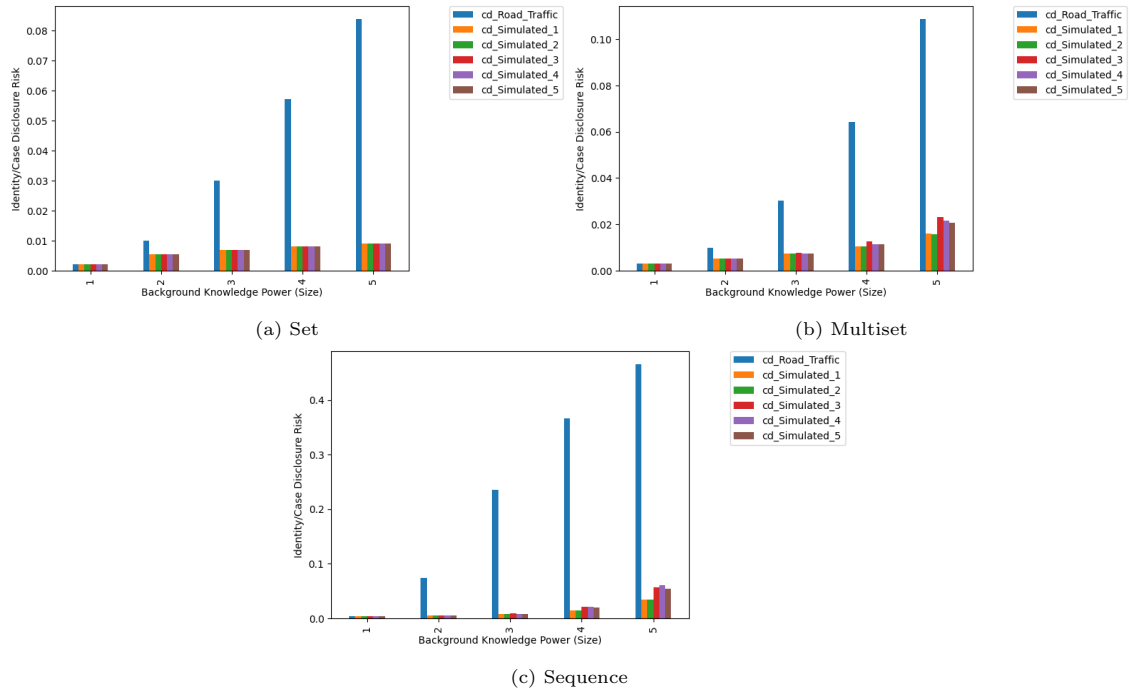 Identity/Case Disclosure Risk
0.08
0.07
0.06
0.05
0.04
0.03
0.02
0.01
0.00
1
2
3
4
5
Background Knowledge Power (Size)
cd_Road_Traffic
cd_Simulated_1
cd_Simulated_2
cd_Simulated_3
cd_Simulated_4
cd_Simulated_5
(a) Set
Identity/Case Disclosure Risk
0.10
0.08
0.06
0.04
0.02
0.00
1
2
3
4
5
Background Knowledge Power (Size)
cd_Road_Traffic
cd_Simulated_1
cd_Simulated_2
cd_Simulated_3
cd_Simulated_4
cd_Simulated_5
(b) Multiset
Identity/Case Disclosure Risk
0.4
0.3
0.2
0.1
0.0
1
2
3
4
5
Background Knowledge Power (Size)
cd_Road_Traffic
cd_Simulated_1
cd_Simulated_2
cd_Simulated_3
cd_Simulated_4
cd_Simulated_5
(c) Sequence